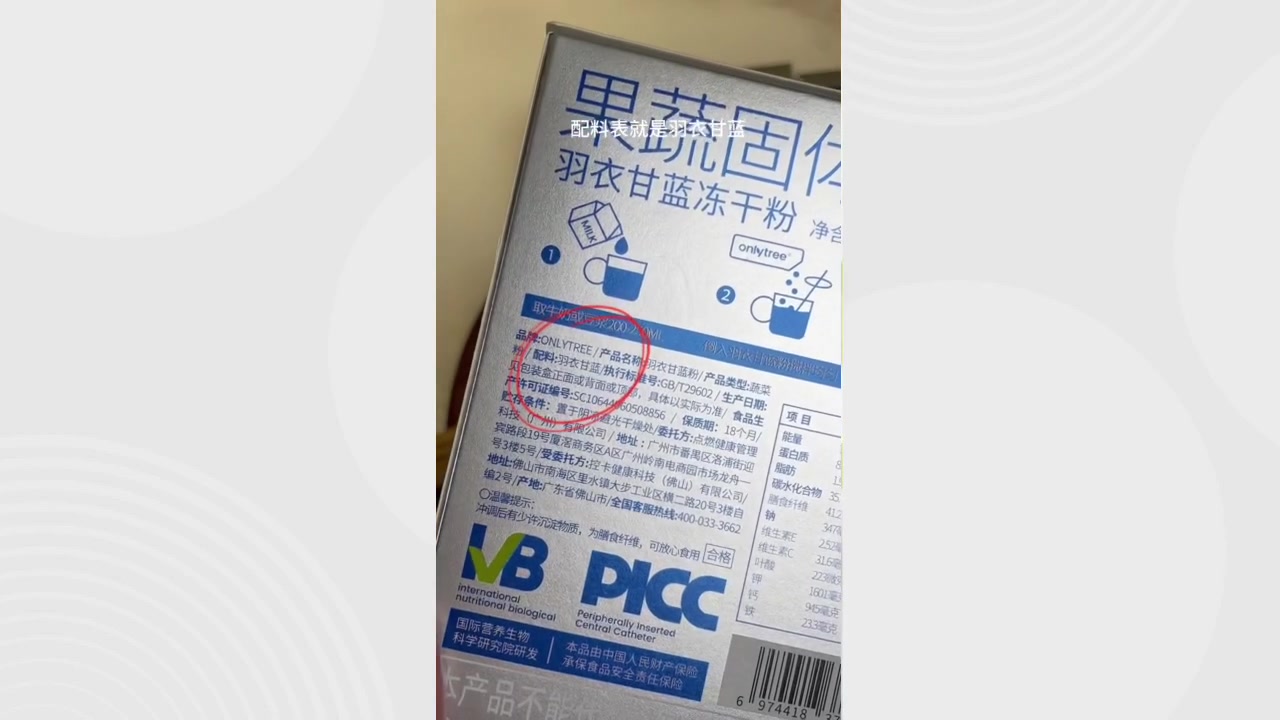 果蔬固体
配料表就是羽衣甘蓝
羽衣甘蓝冻干粉 净含
MILK
onlytree
1
2
取牛奶或豆浆200-250ML
品牌:ONLYTREE / 产品名称:羽衣甘蓝粉/ 产品类型:蔬菜
粉 / 配料:羽衣甘蓝/执行标准号:GB/T29602 / 生产日期:
见包装盒正面或背面或顶部，具体以实际为准/ 食品生
产许可证编号:SC10644060508856 / 保质期：18个月/
贮存条件：置于阴凉避光干燥处/委托方:点燃健康管理
科技（广州）有限公司 / 地址：广州市番禺区洛浦街迎
宾路段19号厦滘商务区A区广州岭南电商园市场龙舟一
号3楼5号/受委托方:控卡健康科技（佛山）有限公司/
地址:佛山市南海区里水镇大步工业区横二路20号3楼自
编2号/ 产地:广东省佛山市/全国客服热线:400-033-3662
〇温馨提示:
冲调后有少许沉淀物质，为膳食纤维，可放心食用 合格
项目
能量
蛋白质
脂肪
碳水化合物
膳食纤维
钠
维生素E
维生素C
叶酸
钾
钙
铁
VB
international
nutritional biological
PICC
Peripherally Inserted
Central Catheter
国际营养生物
科学研究院研发
本品由中国人民财产保险
承保食品安全责任保险
本产品不能
6 974418 37